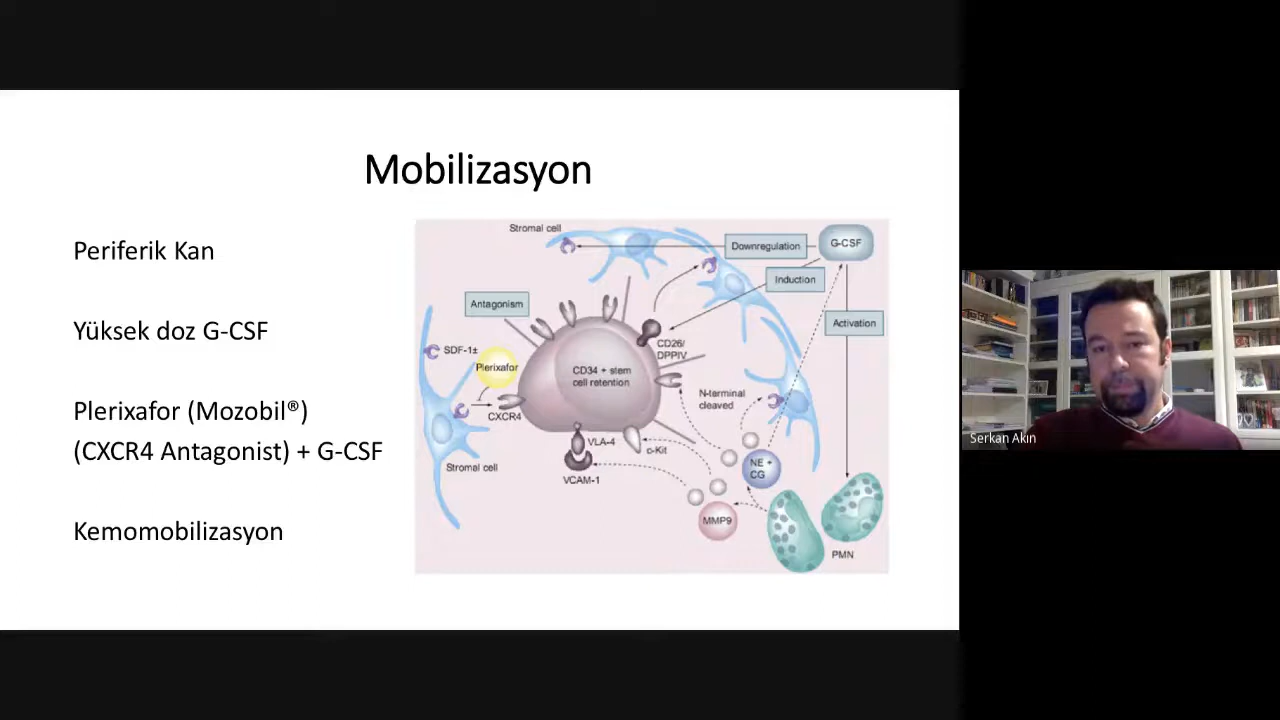 Mobilizasyon
Periferik Kan
Yüksek doz G-CSF
Plerixafor (Mozobil®)
(CXCR4 Antagonist) + G-CSF
Kemomobilizasyon
Stromal cell
Downregulation
G-CSF
Induction
Antagonism
Activation
SDF-1±
Plerixafor
CD26/
DPPIV
CD34 + stem
cell retention
CXCR4
N-terminal
cleaved
VLA-4
c-Kit
Stromal cell
VCAM-1
NE +
CG
MMP9
PMN
Serkan Akın